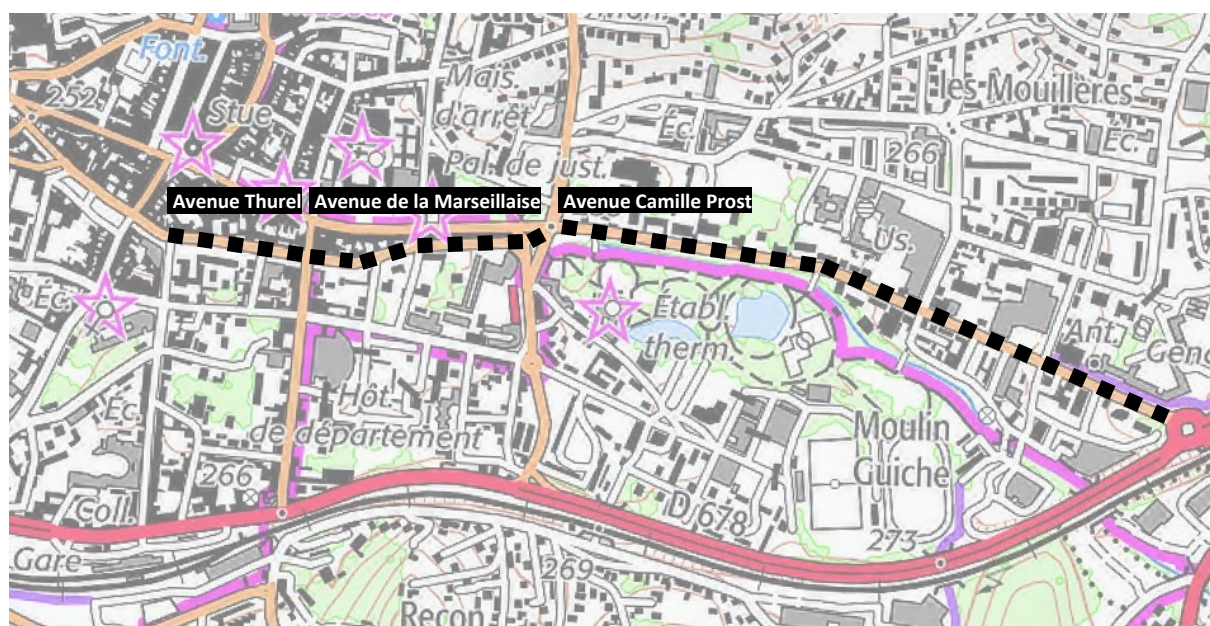 Font.
252
Stue
Mais.
d'arrêt
les Mouillères
Éc.
Éc.
266
Pal. de just.
Avenue Thurel
Avenue de la Marseillaise
Avenue Camille Prost
Us.
Éc.
Établ.
therm.
Ant.
Gend
Éc.
Hôt.
de département
Moulin
Guiche
266
Coll.
D 678
273
Gare
269
Recon